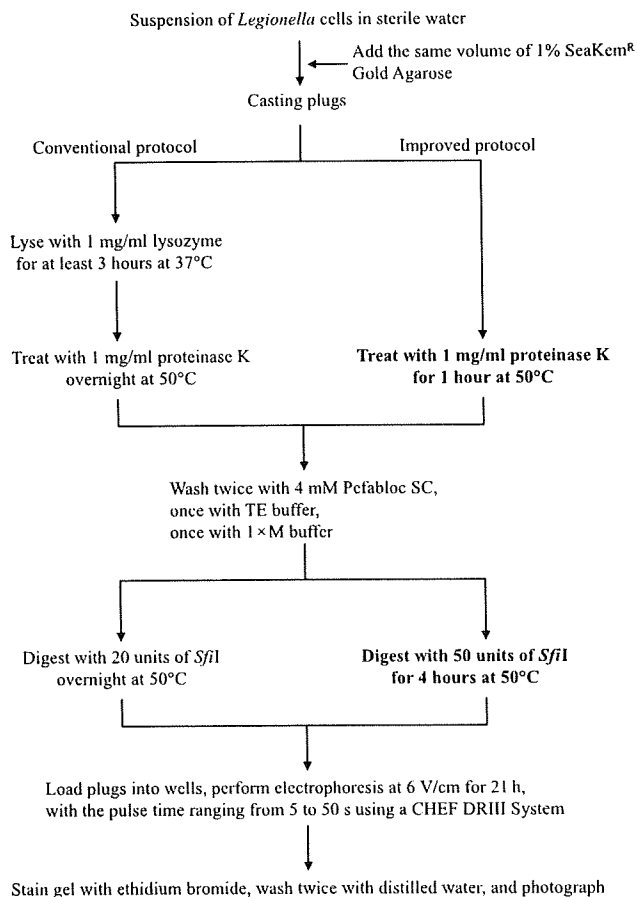 Suspension of Legionella cells in sterile water
Add the same volume of 1% SeaKemR
Gold Agarose
Casting plugs
Conventional protocol
Improved protocol
Lyse with 1 mg/ml lysozyme
for at least 3 hours at 37°C
Treat with 1 mg/ml proteinase K
overnight at 50°C
Treat with 1 mg/ml proteinase K
for 1 hour at 50°C
Wash twice with 4 mM Pefabloc SC,
once with TE buffer,
once with 1 × M buffer
Digest with 20 units of SfiI
overnight at 50°C
Digest with 50 units of SfiI
for 4 hours at 50°C
Load plugs into wells, perform electrophoresis at 6 V/cm for 21 h,
with the pulse time ranging from 5 to 50 s using a CHEF DRIII System
Stain gel with ethidium bromide, wash twice with distilled water, and photograph